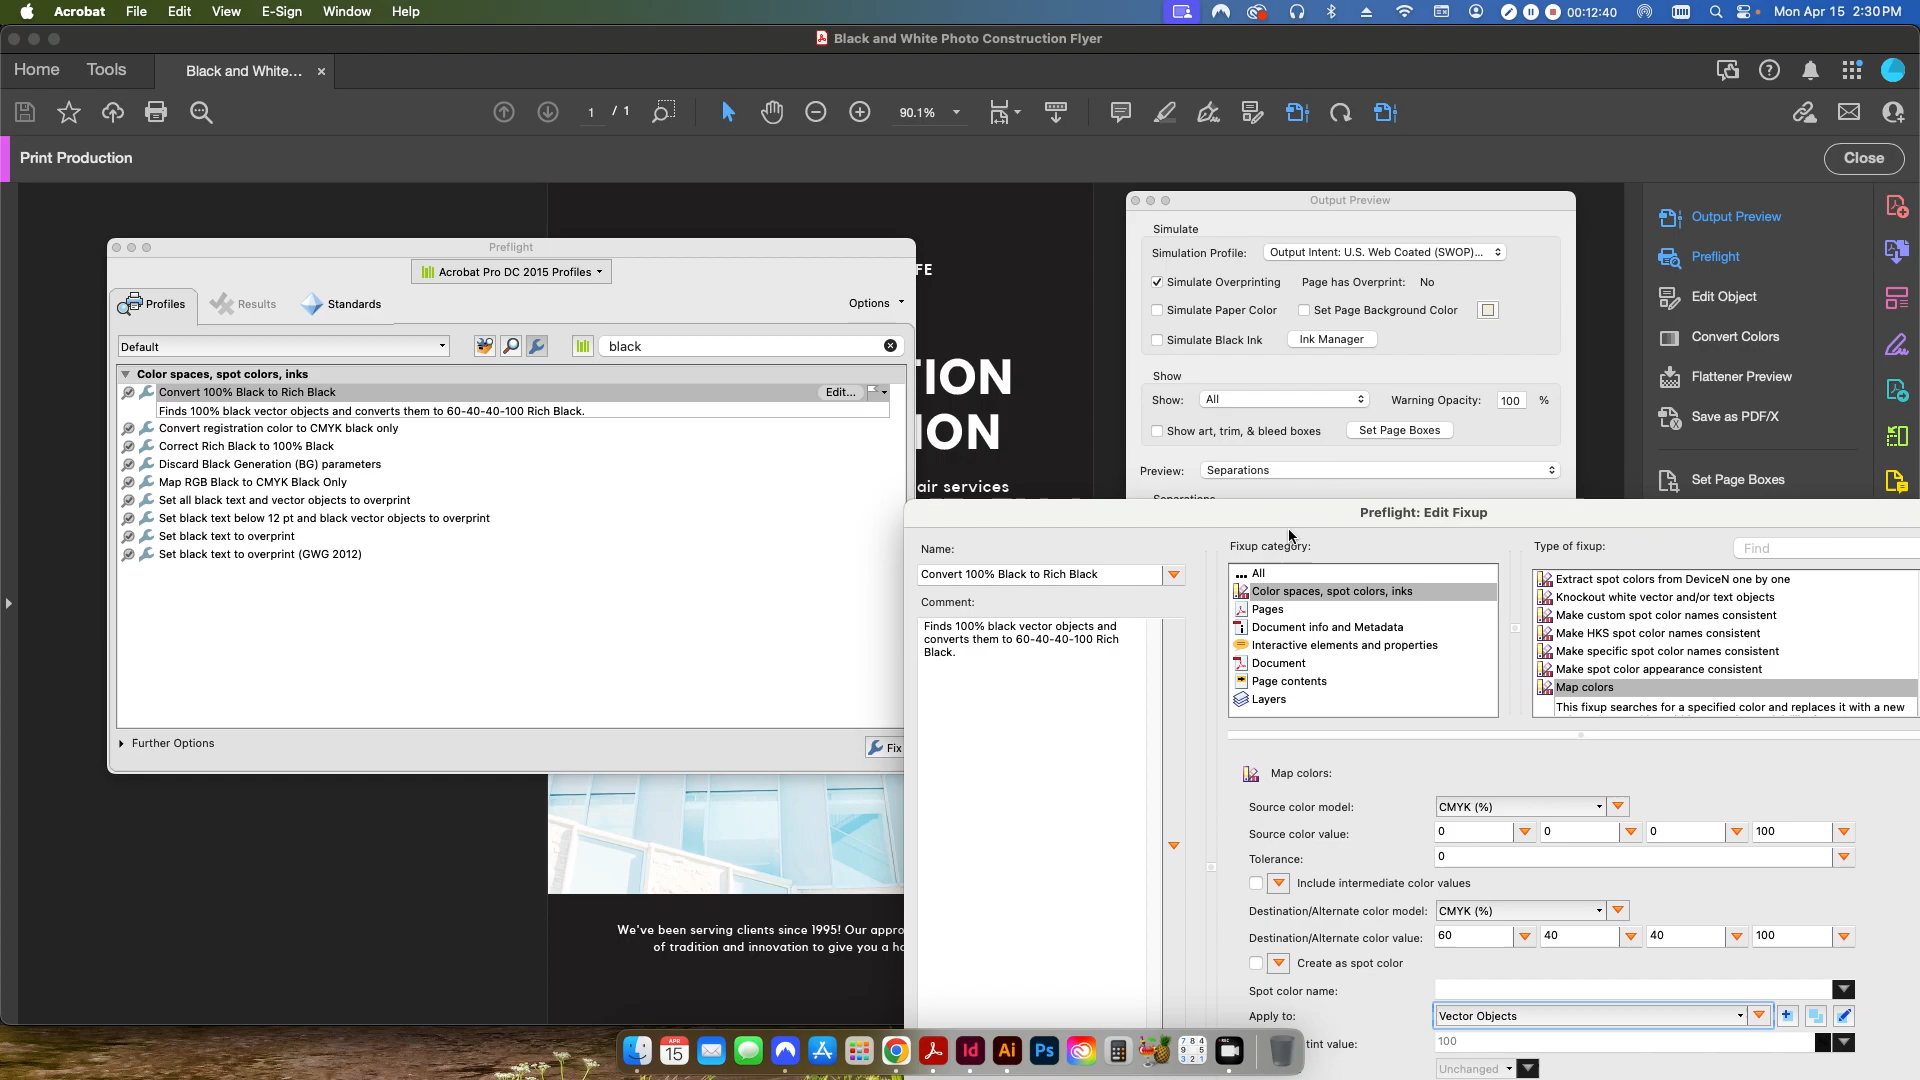 Acrobat File Edit View E-Sign Window Help 00:12:40 Mon Apr 15 2:30 PM
Black and White Photo Construction Flyer
Home Tools Black and White... ×
1 / 1 90.1%
Print Production Close
Output Preview
Preflight
Edit Object
Convert Colors
Flattener Preview
Save as PDF/X
Set Page Boxes
Preflight
Acrobat Pro DC 2015 Profiles
Profiles Results Standards Options
Default black
Color spaces, spot colors, inks
Convert 100% Black to Rich Black Edit...
Finds 100% black vector objects and converts them to 60-40-40-100 Rich Black.
Convert registration color to CMYK black only
Correct Rich Black to 100% Black
Discard Black Generation (BG) parameters
Map RGB Black to CMYK Black Only
Set all black text and vector objects to overprint
Set black text below 12 pt and black vector objects to overprint
Set black text to overprint
Set black text to overprint (GWG 2012)
Further Options Fix
FE
ION
ION
air services
We've been serving clients since 1995! Our appro
of tradition and innovation to give you a ho
Output Preview
Simulate
Simulation Profile: Output Intent: U.S. Web Coated (SWOP)...
Simulate Overprinting Page has Overprint: No
Simulate Paper Color Set Page Background Color
Simulate Black Ink Ink Manager
Show
Show: All Warning Opacity: 100 %
Show art, trim, & bleed boxes Set Page Boxes
Preview: Separations
Separations
Preflight: Edit Fixup
Name:
Convert 100% Black to Rich Black
Comment:
Finds 100% black vector objects and
converts them to 60-40-40-100 Rich
Black.
Fixup category:
All
Color spaces, spot colors, inks
Pages
Document info and Metadata
Interactive elements and properties
Document
Page contents
Layers
Type of fixup: Find
Extract spot colors from DeviceN one by one
Knockout white vector and/or text objects
Make custom spot color names consistent
Make HKS spot color names consistent
Make specific spot color names consistent
Make spot color appearance consistent
Map colors
This fixup searches for a specified color and replaces it with a new
Map colors:
Source color model: CMYK (%)
Source color value: 0 0 0 100
Tolerance: 0
Include intermediate color values
Destination/Alternate color model: CMYK (%)
Destination/Alternate color value: 60 40 40 100
Create as spot color
Spot color name:
Apply to: Vector Objects
tint value: 100
Unchanged
APR
15
Id
Ai
Ps